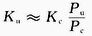 K_u ≈ K_c P_u / P_c